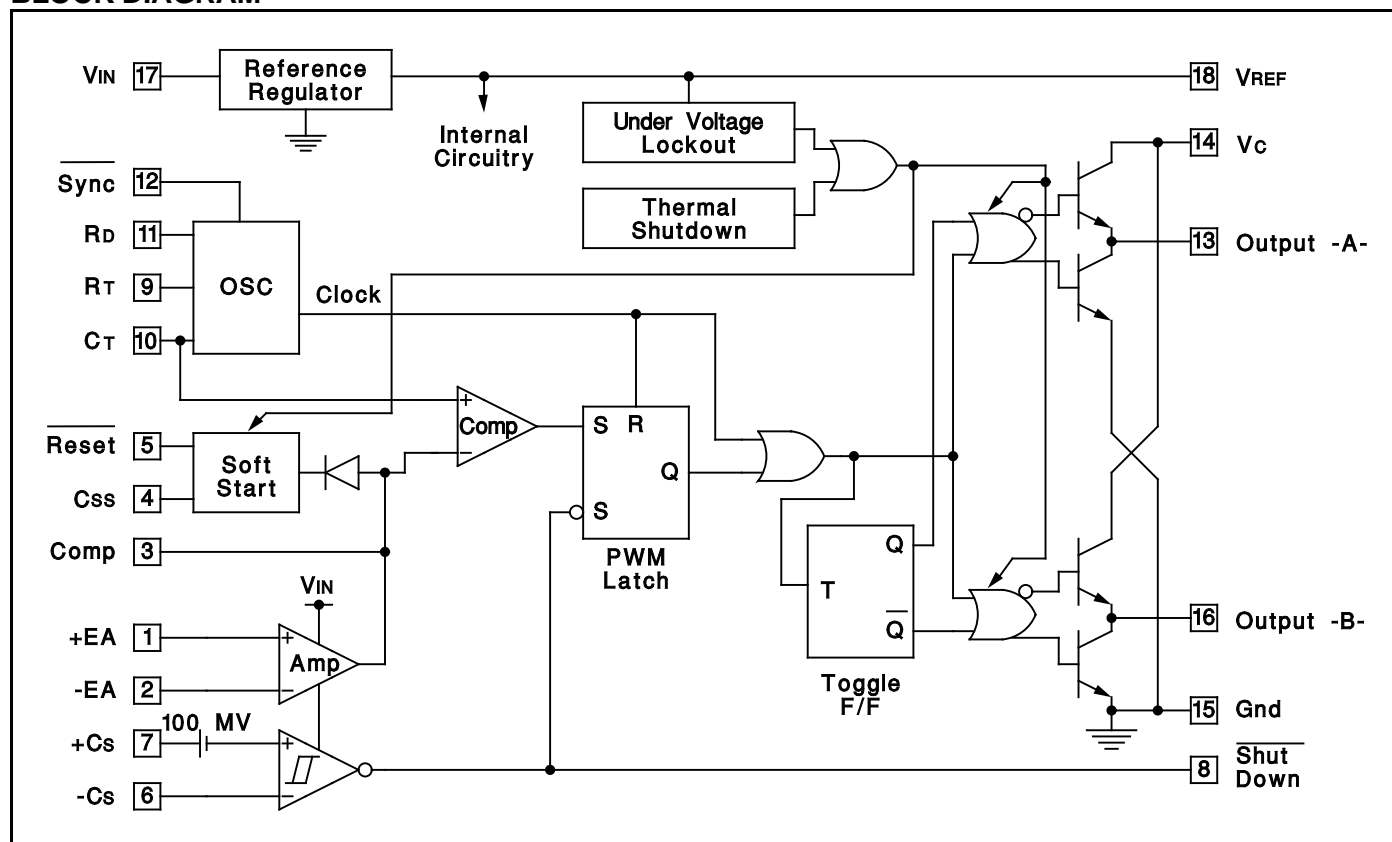 VIN 17
Reference
Regulator
18 VREF
Internal
Circuitry
Under Voltage
Lockout
14 VC
Sync 12
Thermal
Shutdown
RD 11
13 Output -A-
RT 9
OSC
Clock
CT 10
+
Comp
−
S R
Q
S
PWM
Latch
Reset 5
Soft
Start
CSS 4
Comp 3
Q
T
Q
Toggle
F/F
VIN
+EA 1
+
Amp
−
-EA 2
16 Output -B-
100 MV
+CS 7
+
−
-CS 6
15 Gnd
8 Shut
Down